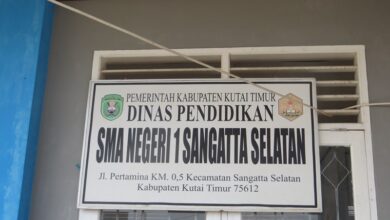 PEMERINTAH KABUPATEN KUTAI TIMUR
DINAS PENDIDIKAN
SMA NEGERI 1 SANGATTA SELATAN
Jl. Pertamina KM. 0,5 Kecamatan Sangatta Selatan
Kabupaten Kutai Timur 75612